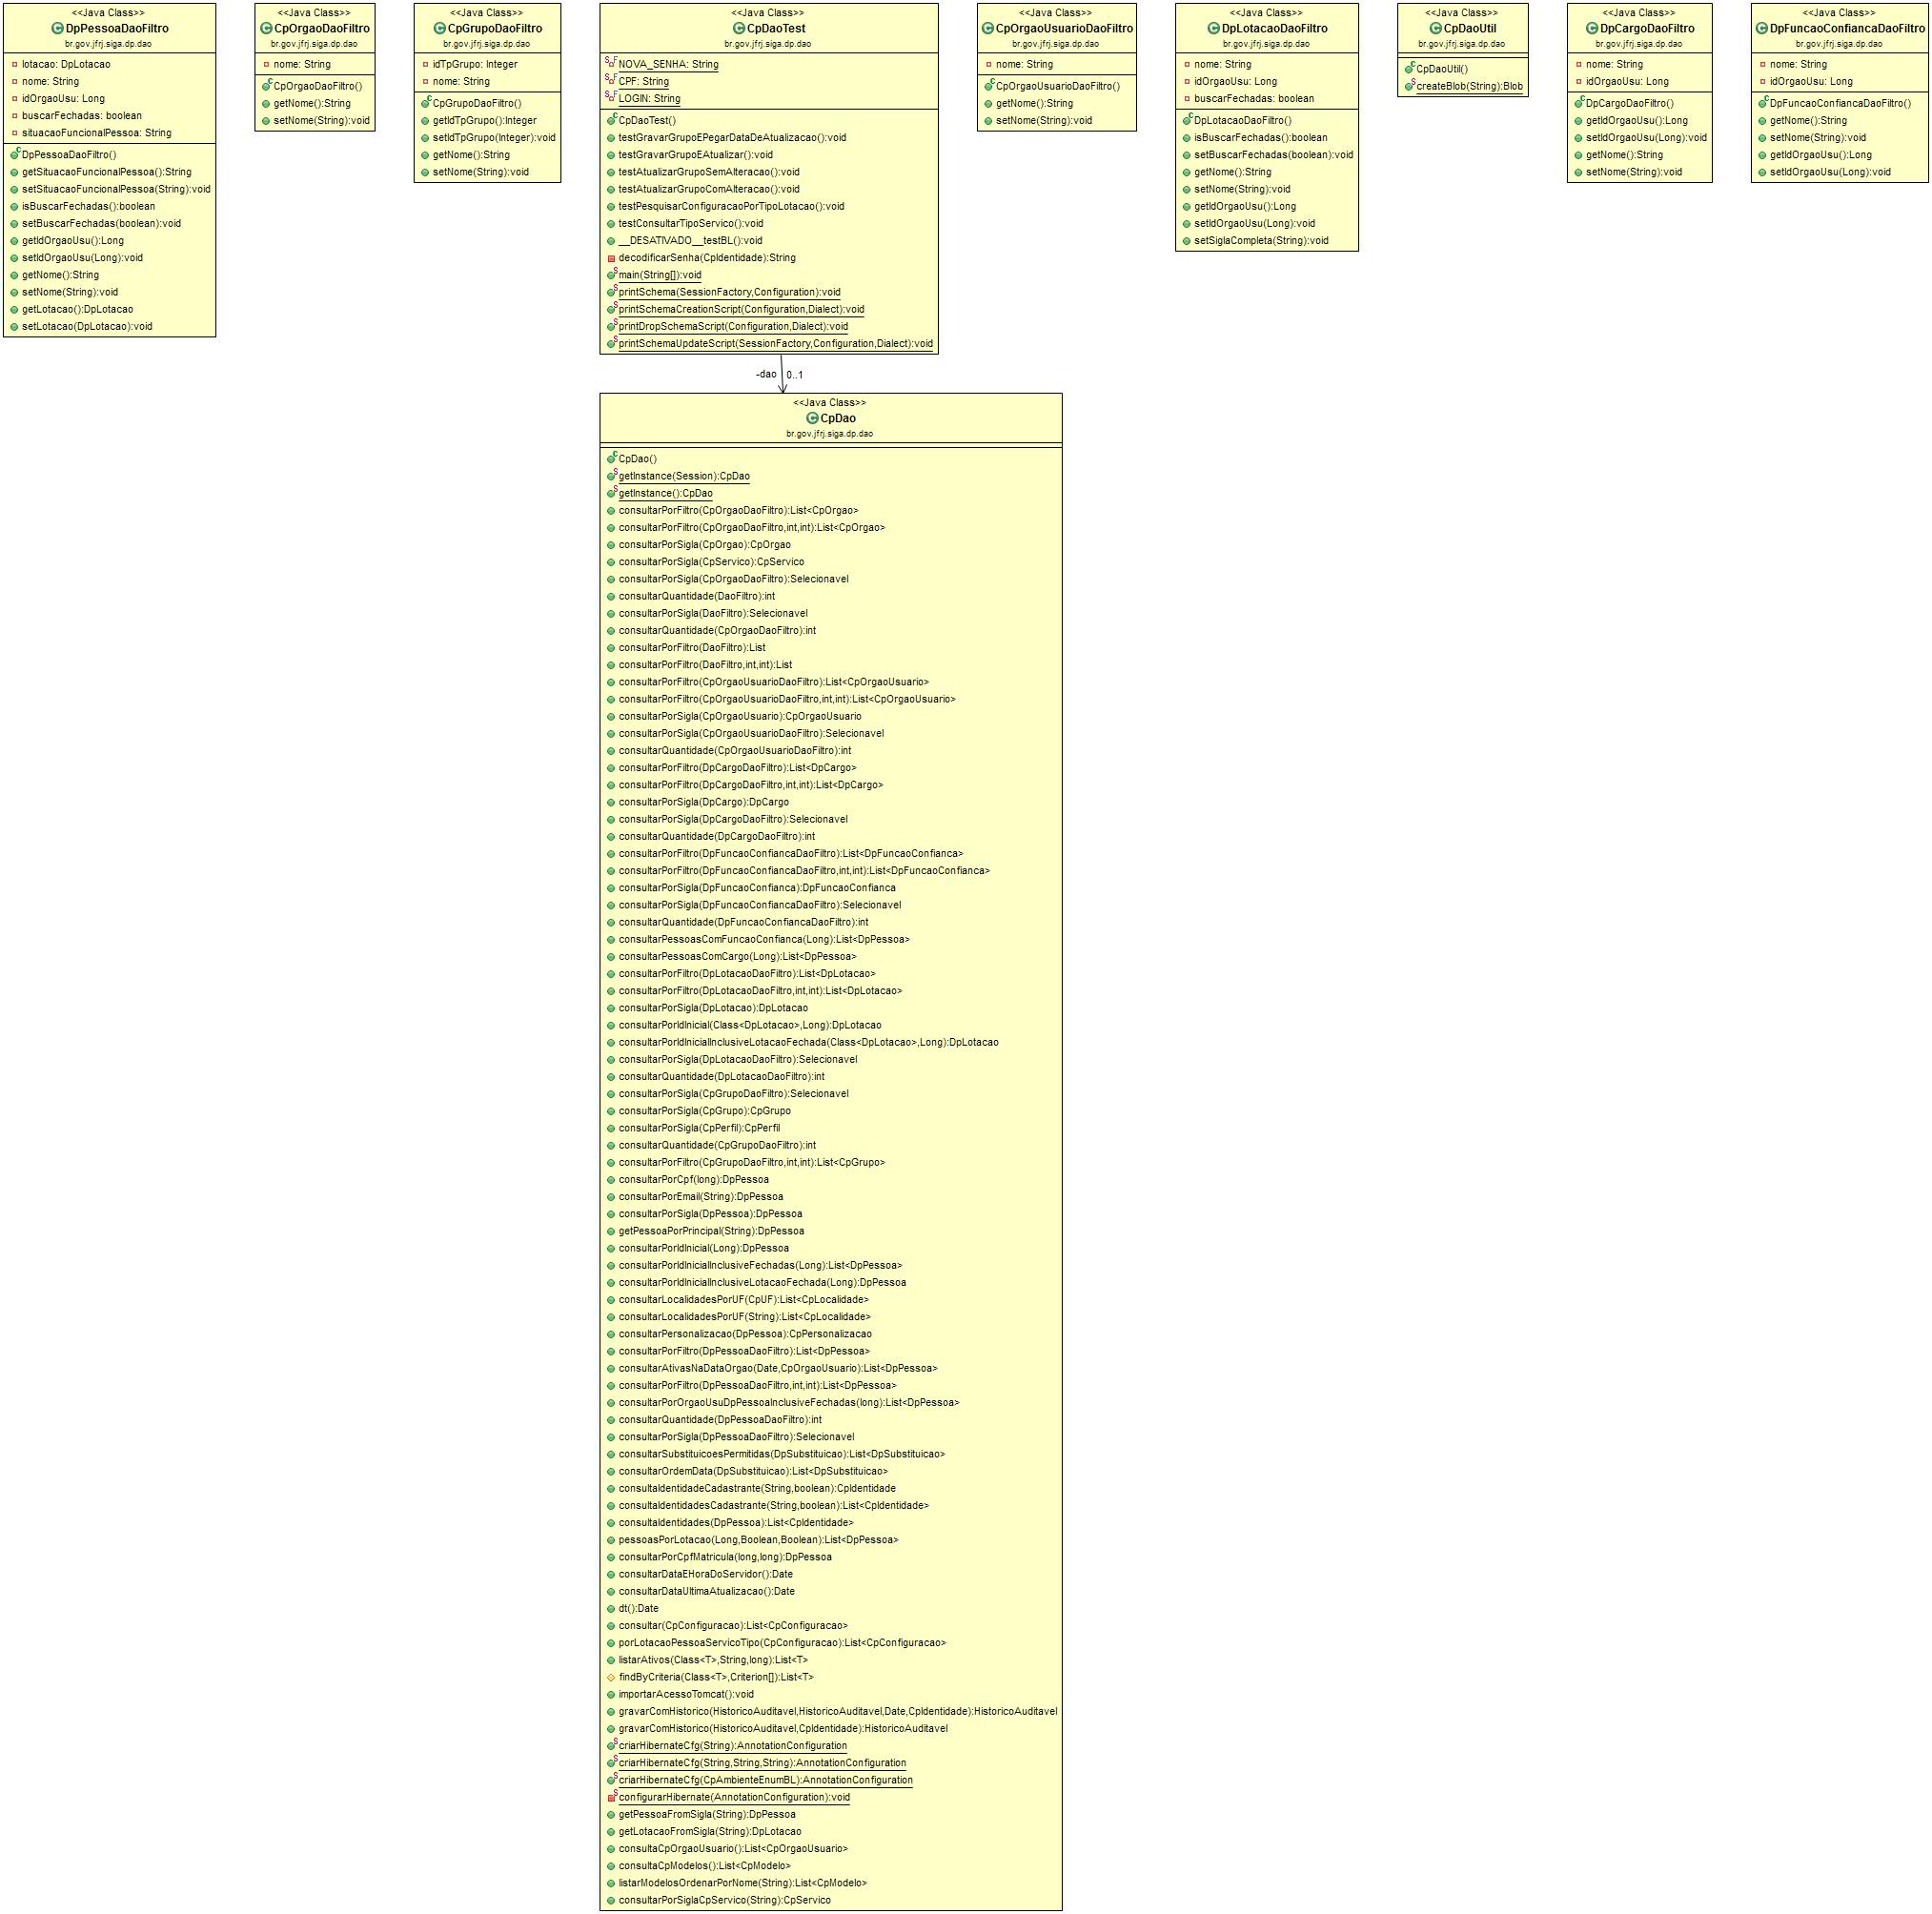 <<Java Class>>
DpPessoaDaoFiltro
br.gov.jfrj.siga.dp.dao
lotacao: DpLotacao
nome: String
idOrgaoUsu: Long
buscarFechadas: boolean
situacaoFuncionalPessoa: String
DpPessoaDaoFiltro()
getSituacaoFuncionalPessoa():String
setSituacaoFuncionalPessoa(String):void
isBuscarFechadas():boolean
setBuscarFechadas(boolean):void
getIdOrgaoUsu():Long
setIdOrgaoUsu(Long):void
getNome():String
setNome(String):void
getLotacao():DpLotacao
setLotacao(DpLotacao):void
<<Java Class>>
CpOrgaoDaoFiltro
br.gov.jfrj.siga.dp.dao
nome: String
CpOrgaoDaoFiltro()
getNome():String
setNome(String):void
<<Java Class>>
CpGrupoDaoFiltro
br.gov.jfrj.siga.dp.dao
idTpGrupo: Integer
nome: String
CpGrupoDaoFiltro()
getIdTpGrupo():Integer
setIdTpGrupo(Integer):void
getNome():String
setNome(String):void
<<Java Class>>
CpDaoTest
br.gov.jfrj.siga.dp.dao
NOVA_SENHA: String
CPF: String
LOGIN: String
CpDaoTest()
testGravarGrupoEPegarDataDeAtualizacao():void
testGravarGrupoEAtualizar():void
testAtualizarGrupoSemAlteracao():void
testAtualizarGrupoComAlteracao():void
testPesquisarConfiguracaoPorTipoLotacao():void
testConsultarTipoServico():void
__DESATIVADO__testBL():void
decodificarSenha(CpIdentidade):String
main(String[]):void
printSchema(SessionFactory,Configuration):void
printSchemaCreationScript(Configuration,Dialect):void
printDropSchemaScript(Configuration,Dialect):void
printSchemaUpdateScript(SessionFactory,Configuration,Dialect):void
<<Java Class>>
CpOrgaoUsuarioDaoFiltro
br.gov.jfrj.siga.dp.dao
nome: String
CpOrgaoUsuarioDaoFiltro()
getNome():String
setNome(String):void
<<Java Class>>
DpLotacaoDaoFiltro
br.gov.jfrj.siga.dp.dao
nome: String
idOrgaoUsu: Long
buscarFechadas: boolean
DpLotacaoDaoFiltro()
isBuscarFechadas():boolean
setBuscarFechadas(boolean):void
getNome():String
setNome(String):void
getIdOrgaoUsu():Long
setIdOrgaoUsu(Long):void
setSiglaCompleta(String):void
<<Java Class>>
CpDaoUtil
br.gov.jfrj.siga.dp.dao
CpDaoUtil()
createBlob(String):Blob
<<Java Class>>
DpCargoDaoFiltro
br.gov.jfrj.siga.dp.dao
nome: String
idOrgaoUsu: Long
DpCargoDaoFiltro()
getIdOrgaoUsu():Long
setIdOrgaoUsu(Long):void
getNome():String
setNome(String):void
<<Java Class>>
DpFuncaoConfiancaDaoFiltro
br.gov.jfrj.siga.dp.dao
nome: String
idOrgaoUsu: Long
DpFuncaoConfiancaDaoFiltro()
getNome():String
setNome(String):void
getIdOrgaoUsu():Long
setIdOrgaoUsu(Long):void
-dao 0..1
<<Java Class>>
CpDao
br.gov.jfrj.siga.dp.dao
CpDao()
getInstance(Session):CpDao
getInstance():CpDao
consultarPorFiltro(CpOrgaoDaoFiltro):List<CpOrgao>
consultarPorFiltro(CpOrgaoDaoFiltro,int,int):List<CpOrgao>
consultarPorSigla(CpOrgao):CpOrgao
consultarPorSigla(CpServico):CpServico
consultarPorSigla(CpOrgaoDaoFiltro):Selecionavel
consultarQuantidade(DaoFiltro):int
consultarPorSigla(DaoFiltro):Selecionavel
consultarQuantidade(CpOrgaoDaoFiltro):int
consultarPorFiltro(DaoFiltro):List
consultarPorFiltro(DaoFiltro,int,int):List
consultarPorFiltro(CpOrgaoUsuarioDaoFiltro):List<CpOrgaoUsuario>
consultarPorFiltro(CpOrgaoUsuarioDaoFiltro,int,int):List<CpOrgaoUsuario>
consultarPorSigla(CpOrgaoUsuario):CpOrgaoUsuario
consultarPorSigla(CpOrgaoUsuarioDaoFiltro):Selecionavel
consultarQuantidade(CpOrgaoUsuarioDaoFiltro):int
consultarPorFiltro(DpCargoDaoFiltro):List<DpCargo>
consultarPorFiltro(DpCargoDaoFiltro,int,int):List<DpCargo>
consultarPorSigla(DpCargo):DpCargo
consultarPorSigla(DpCargoDaoFiltro):Selecionavel
consultarQuantidade(DpCargoDaoFiltro):int
consultarPorFiltro(DpFuncaoConfiancaDaoFiltro):List<DpFuncaoConfianca>
consultarPorFiltro(DpFuncaoConfiancaDaoFiltro,int,int):List<DpFuncaoConfianca>
consultarPorSigla(DpFuncaoConfianca):DpFuncaoConfianca
consultarPorSigla(DpFuncaoConfiancaDaoFiltro):Selecionavel
consultarQuantidade(DpFuncaoConfiancaDaoFiltro):int
consultarPessoasComFuncaoConfianca(Long):List<DpPessoa>
consultarPessoasComCargo(Long):List<DpPessoa>
consultarPorFiltro(DpLotacaoDaoFiltro):List<DpLotacao>
consultarPorFiltro(DpLotacaoDaoFiltro,int,int):List<DpLotacao>
consultarPorSigla(DpLotacao):DpLotacao
consultarPorIdInicial(Class<DpLotacao>,Long):DpLotacao
consultarPorIdInicialInclusiveLotacaoFechada(Class<DpLotacao>,Long):DpLotacao
consultarPorSigla(DpLotacaoDaoFiltro):Selecionavel
consultarQuantidade(DpLotacaoDaoFiltro):int
consultarPorSigla(CpGrupoDaoFiltro):Selecionavel
consultarPorSigla(CpGrupo):CpGrupo
consultarPorSigla(CpPerfil):CpPerfil
consultarQuantidade(CpGrupoDaoFiltro):int
consultarPorFiltro(CpGrupoDaoFiltro,int,int):List<CpGrupo>
consultarPorCpf(long):DpPessoa
consultarPorEmail(String):DpPessoa
consultarPorSigla(DpPessoa):DpPessoa
getPessoaPorPrincipal(String):DpPessoa
consultarPorIdInicial(Long):DpPessoa
consultarPorIdInicialInclusiveFechadas(Long):List<DpPessoa>
consultarPorIdInicialInclusiveLotacaoFechada(Long):DpPessoa
consultarLocalidadesPorUF(CpUF):List<CpLocalidade>
consultarLocalidadesPorUF(String):List<CpLocalidade>
consultarPersonalizacao(DpPessoa):CpPersonalizacao
consultarPorFiltro(DpPessoaDaoFiltro):List<DpPessoa>
consultarAtivasNaDataOrgao(Date,CpOrgaoUsuario):List<DpPessoa>
consultarPorFiltro(DpPessoaDaoFiltro,int,int):List<DpPessoa>
consultarPorOrgaoUsuDpPessoaInclusiveFechadas(long):List<DpPessoa>
consultarQuantidade(DpPessoaDaoFiltro):int
consultarPorSigla(DpPessoaDaoFiltro):Selecionavel
consultarSubstituicoesPermitidas(DpSubstituicao):List<DpSubstituicao>
consultarOrdemData(DpSubstituicao):List<DpSubstituicao>
consultaIdentidadeCadastrante(String,boolean):CpIdentidade
consultaIdentidadesCadastrante(String,boolean):List<CpIdentidade>
consultaIdentidades(DpPessoa):List<CpIdentidade>
pessoasPorLotacao(Long,Boolean,Boolean):List<DpPessoa>
consultarPorCpfMatricula(long,long):DpPessoa
consultarDataEHoraDoServidor():Date
consultarDataUltimaAtualizacao():Date
dt():Date
consultar(CpConfiguracao):List<CpConfiguracao>
porLotacaoPessoaServicoTipo(CpConfiguracao):List<CpConfiguracao>
listarAtivos(Class<T>,String,long):List<T>
findByCriteria(Class<T>,Criterion[]):List<T>
importarAcessoTomcat():void
gravarComHistorico(HistoricoAuditavel,HistoricoAuditavel,Date,CpIdentidade):HistoricoAuditavel
gravarComHistorico(HistoricoAuditavel,CpIdentidade):HistoricoAuditavel
criarHibernateCfg(String):AnnotationConfiguration
criarHibernateCfg(String,String,String):AnnotationConfiguration
criarHibernateCfg(CpAmbienteEnumBL):AnnotationConfiguration
configurarHibernate(AnnotationConfiguration):void
getPessoaFromSigla(String):DpPessoa
getLotacaoFromSigla(String):DpLotacao
consultaCpOrgaoUsuario():List<CpOrgaoUsuario>
consultaCpModelos():List<CpModelo>
listarModelosOrdenarPorNome(String):List<CpModelo>
consultarPorSiglaCpServico(String):CpServico